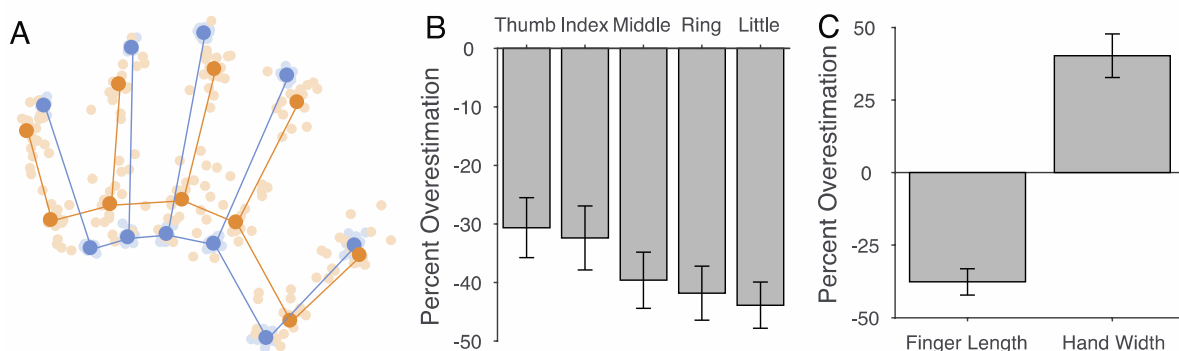 A
B
Thumb Index Middle Ring Little
0
-10
-20
-30
-40
-50
Percent Overestimation
C
50
25
0
-25
-50
Percent Overestimation
Finger Length Hand Width